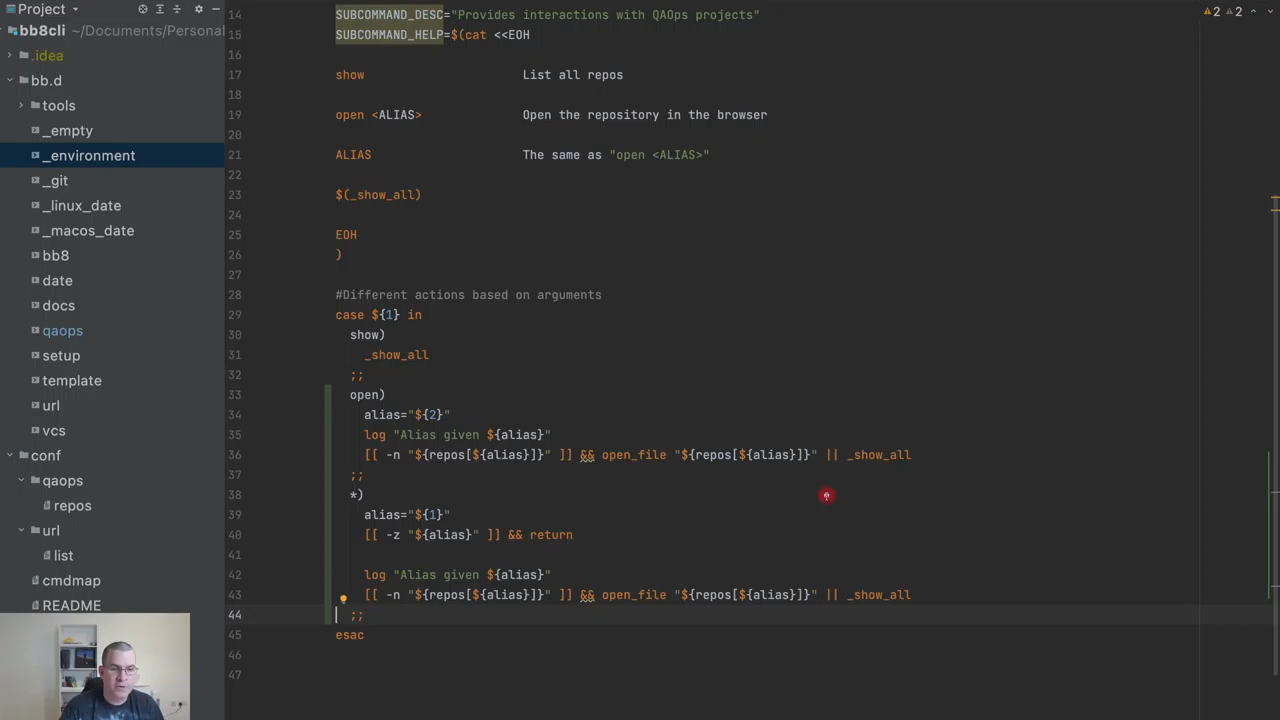 Project
bb8cli ~/Documents/Personal
.idea
bb.d
tools
_empty
_environment
_git
_linux_date
_macos_date
bb8
date
docs
qaops
setup
template
url
vcs
conf
qaops
repos
url
list
cmdmap
README
2 2
14 SUBCOMMAND_DESC="Provides interactions with QAOps projects"
15 SUBCOMMAND_HELP=$(cat <<EOH
16
17 show List all repos
18
19 open <ALIAS> Open the repository in the browser
20
21 ALIAS The same as "open <ALIAS>"
22
23 $(_show_all)
24
25 EOH
26 )
27
28 #Different actions based on arguments
29 case ${1} in
30 show)
31 _show_all
32 ;;
33 open)
34 alias="${2}"
35 log "Alias given ${alias}"
36 [[ -n "${repos[${alias}]}" ]] && open_file "${repos[${alias}]}" || _show_all
37 ;;
38 *)
39 alias="${1}"
40 [[ -z "${alias}" ]] && return
41
42 log "Alias given ${alias}"
43 [[ -n "${repos[${alias}]}" ]] && open_file "${repos[${alias}]}" || _show_all
44 ;;
45 esac
46
47